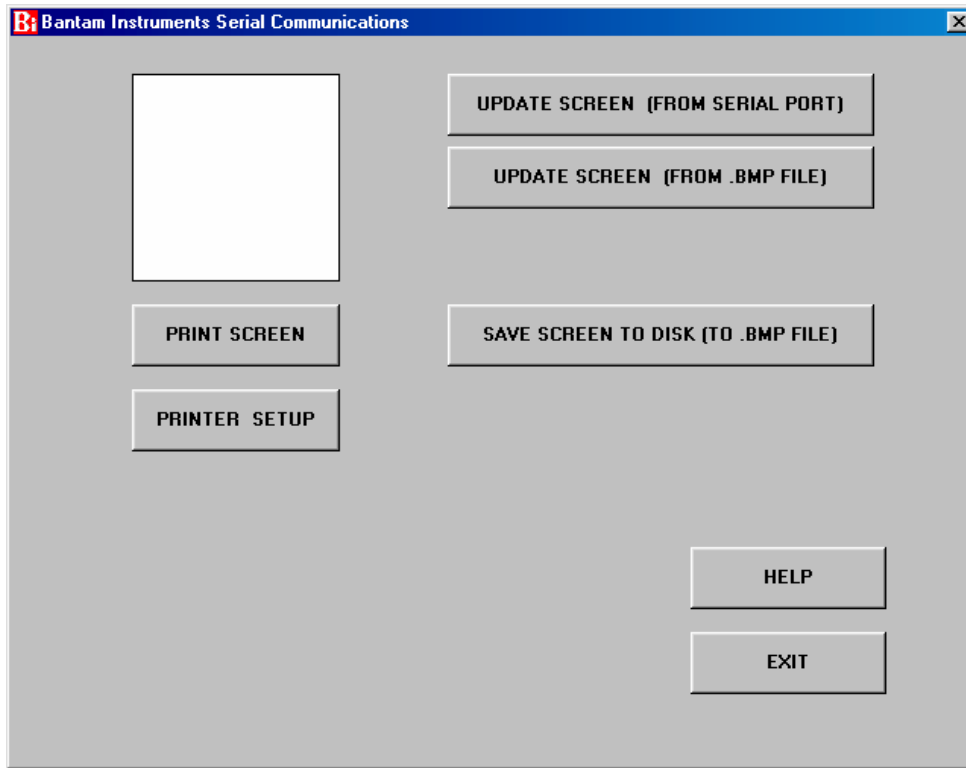 Bi Bantam Instruments Serial Communications
UPDATE SCREEN (FROM SERIAL PORT)
UPDATE SCREEN (FROM .BMP FILE)
PRINT SCREEN
SAVE SCREEN TO DISK (TO .BMP FILE)
PRINTER SETUP
HELP
EXIT